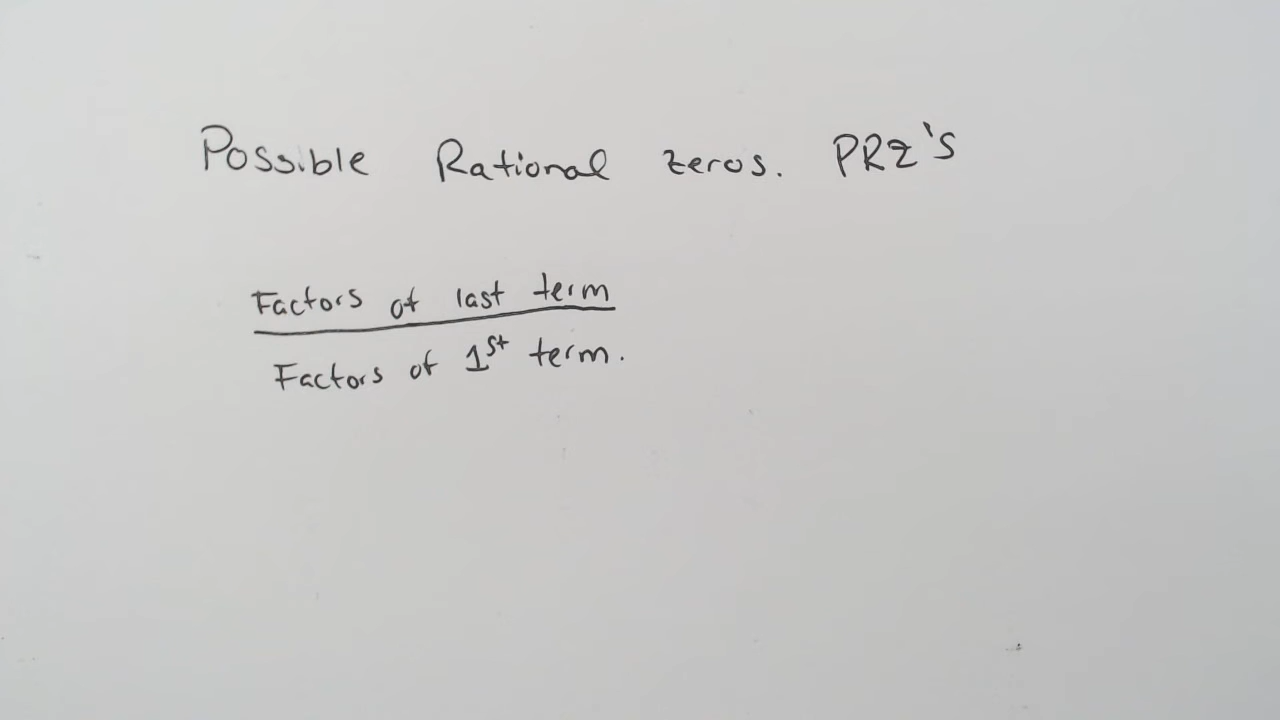 Possible Rational zeros. PRZ's
Factors of last term
Factors of 1st term.